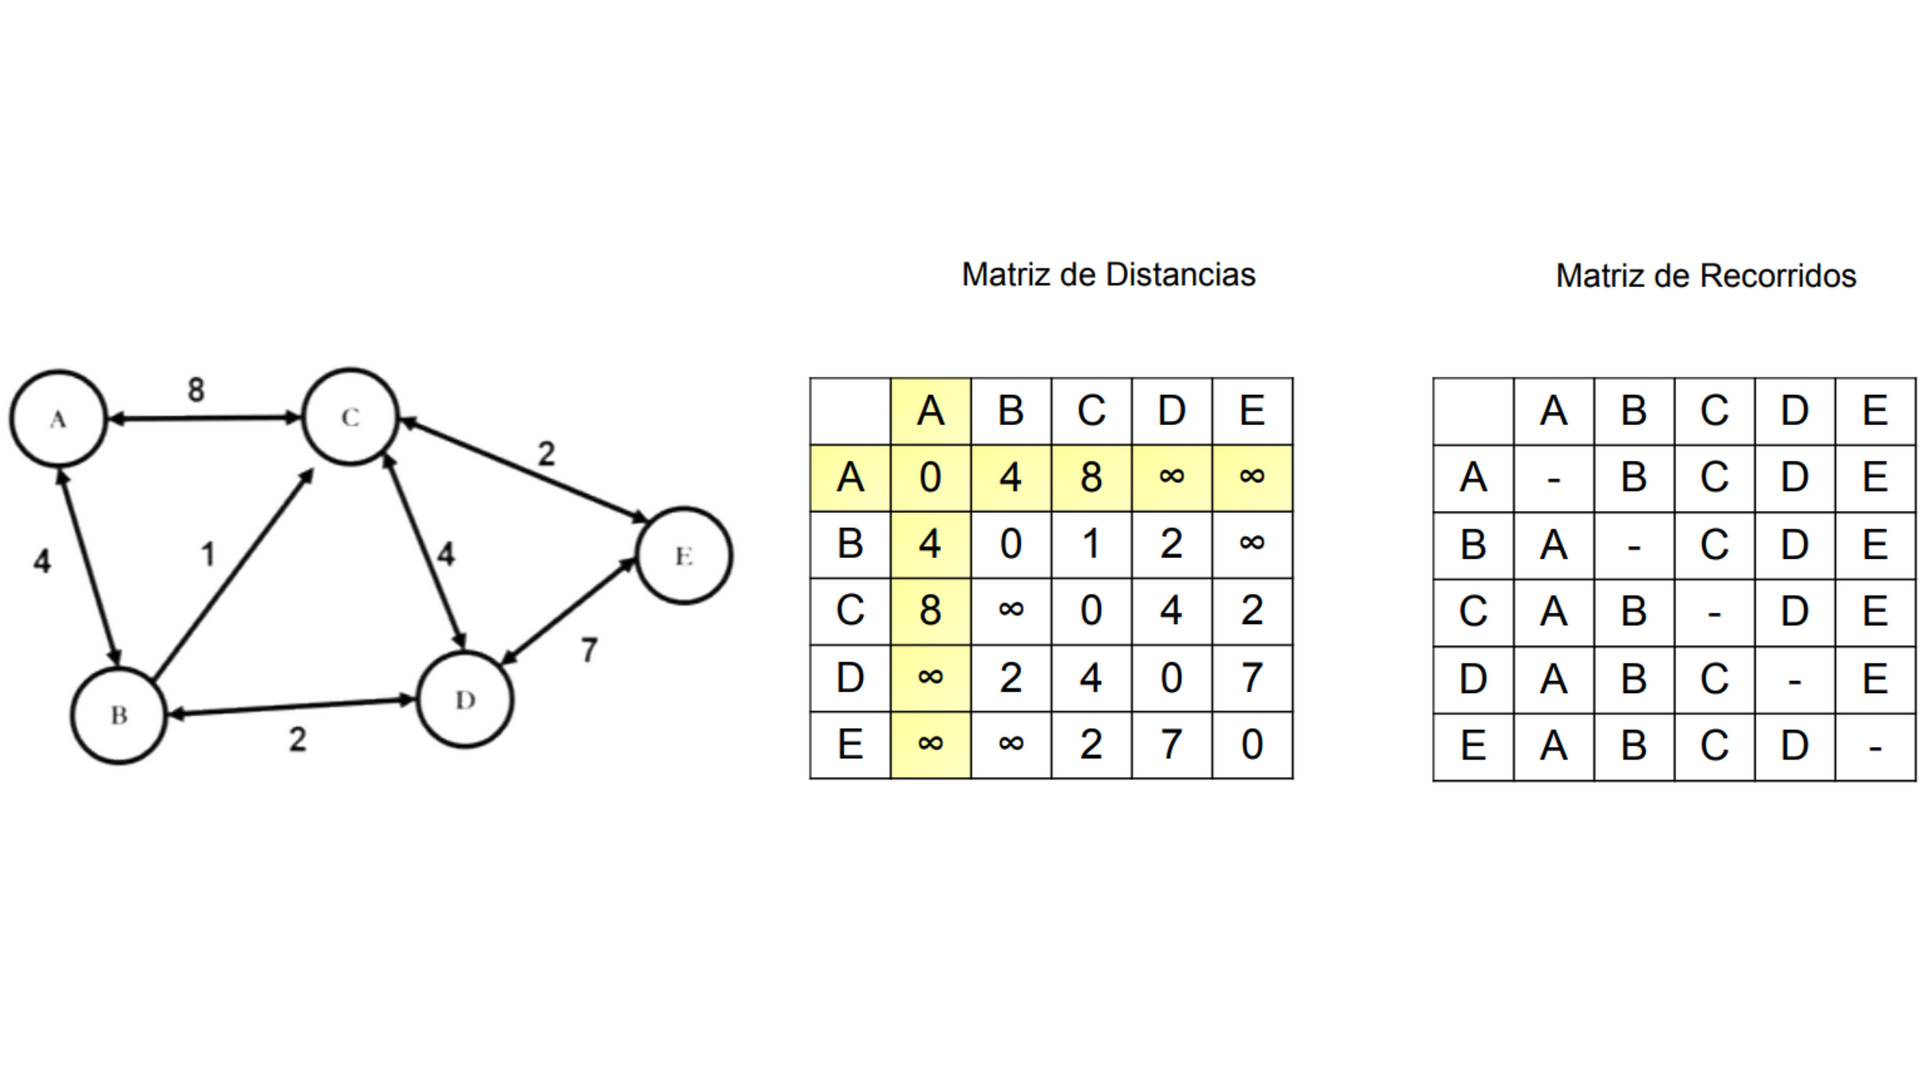 Matriz de Distancias
Matriz de Recorridos
8
A
C
2
4
1
4
E
7
B
D
2
A B C D E
A 0 4 8 ∞ ∞
B 4 0 1 2 ∞
C 8 ∞ 0 4 2
D ∞ 2 4 0 7
E ∞ ∞ 2 7 0
A B C D E
A - B C D E
B A - C D E
C A B - D E
D A B C - E
E A B C D -